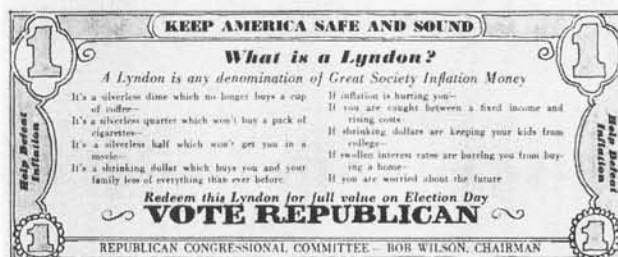 KEEP AMERICA SAFE AND SOUND
1
1
What is a Lyndon?
A Lyndon is any denomination of Great Society Inflation Money
It's a silverless dime which no longer buys a cup
of coffee—
It's a silverless quarter which won't buy a pack of
cigarettes—
It's a silverless half which won't get you in a
movie—
It's a shrinking dollar which buys you and your
family less of everything than ever before.
If inflation is hurting you—
If you are caught between a fixed income and
rising costs—
If shrinking dollars are keeping your kids from
college—
If swollen interest rates are barring you from buy-
ing a home—
If you are worried about the future
Help Defeat
Inflation
Help Defeat
Inflation
Redeem this Lyndon for full value on Election Day
VOTE REPUBLICAN
1
1
REPUBLICAN CONGRESSIONAL COMMITTEE— BOB WILSON, CHAIRMAN